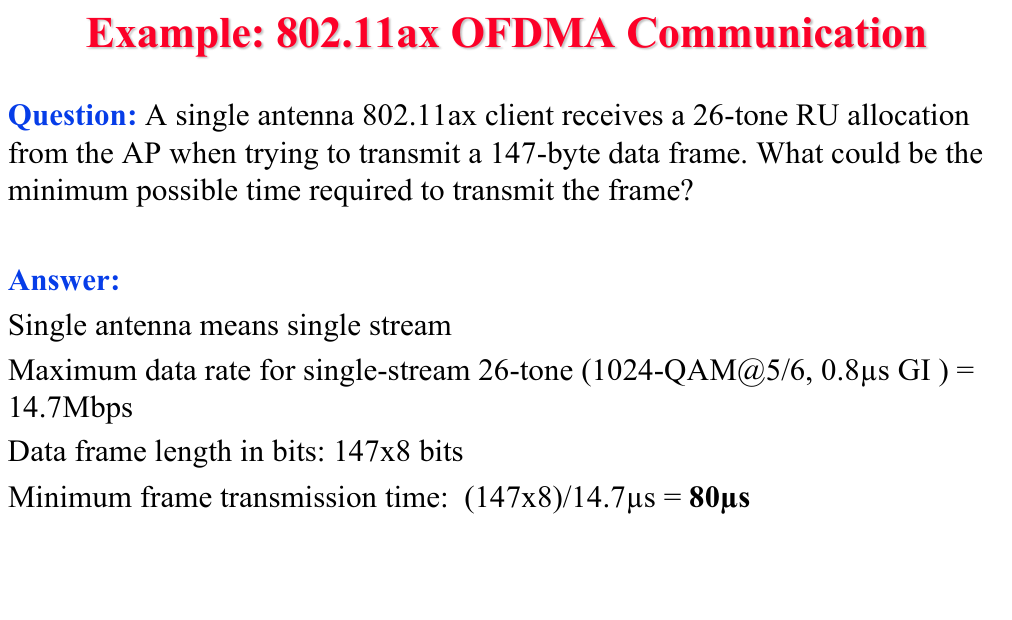 Example: 802.11ax OFDMA Communication
Question: A single antenna 802.11ax client receives a 26-tone RU allocation
from the AP when trying to transmit a 147-byte data frame. What could be the
minimum possible time required to transmit the frame?
Answer:
Single antenna means single stream
Maximum data rate for single-stream 26-tone (1024-QAM@5/6, 0.8μs GI ) =
14.7Mbps
Data frame length in bits: 147x8 bits
Minimum frame transmission time:  (147x8)/14.7μs = 80μs